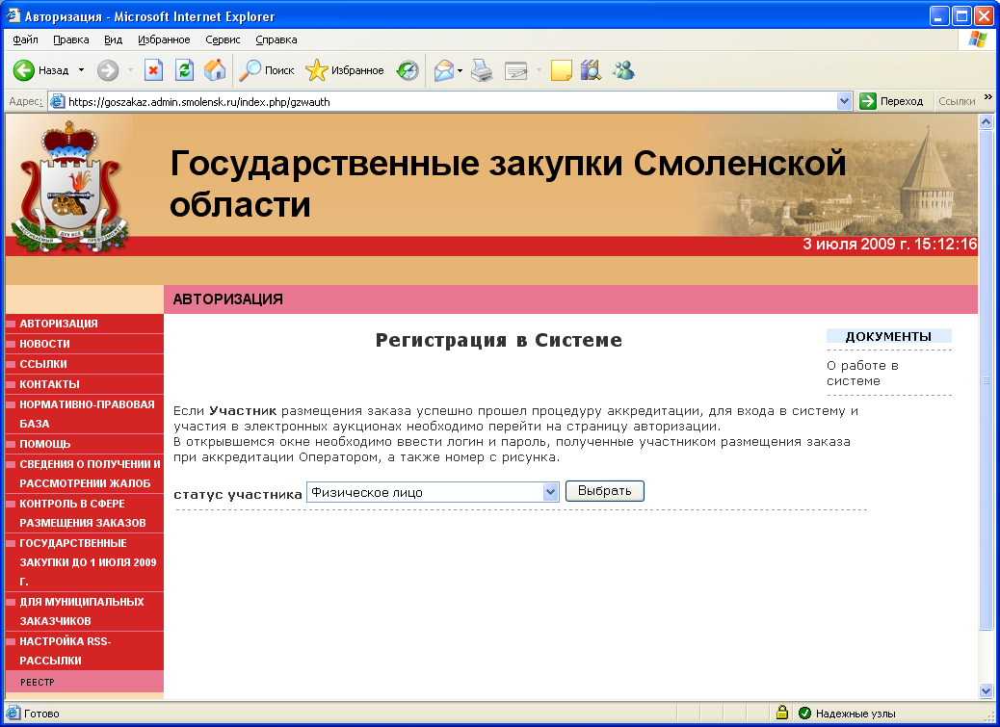 Авторизация - Microsoft Internet Explorer
Файл Правка Вид Избранное Сервис Справка
Назад Поиск Избранное
Адрес: https://goszakaz.admin.smolensk.ru/index.php/gzwauth Переход Ссылки »
Государственные закупки Смоленской
области
3 июля 2009 г. 15:12:16
АВТОРИЗАЦИЯ
АВТОРИЗАЦИЯ
НОВОСТИ
ССЫЛКИ
КОНТАКТЫ
НОРМАТИВНО-ПРАВОВАЯ
БАЗА
ПОМОЩЬ
СВЕДЕНИЯ О ПОЛУЧЕНИИ И
РАССМОТРЕНИИ ЖАЛОБ
КОНТРОЛЬ В СФЕРЕ
РАЗМЕЩЕНИЯ ЗАКАЗОВ
ГОСУДАРСТВЕННЫЕ
ЗАКУПКИ ДО 1 ИЮЛЯ 2009
Г.
ДЛЯ МУНИЦИПАЛЬНЫХ
ЗАКАЗЧИКОВ
НАСТРОЙКА RSS-
РАССЫЛКИ
РЕЕСТР
Регистрация в Системе
Если Участник размещения заказа успешно прошел процедуру аккредитации, для входа в систему и
участия в электронных аукционах необходимо перейти на страницу авторизации.
В открывшемся окне необходимо ввести логин и пароль, полученные участником размещения заказа
при аккредитации Оператором, а также номер с рисунка.
статус участника Физическое лицо Выбрать
ДОКУМЕНТЫ
О работе в
системе
Готово Надежные узлы